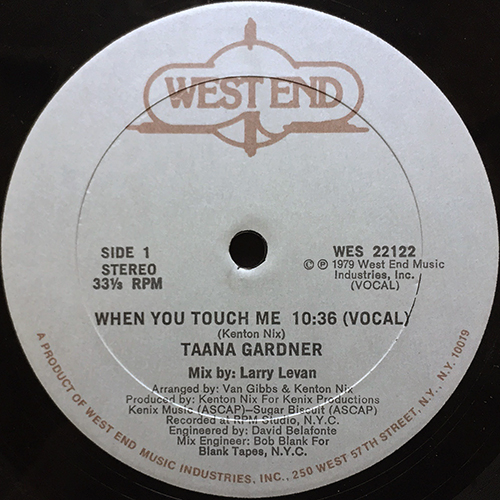 WEST END
SIDE 1
STEREO
33⅓ RPM
WES 22122
© ℗ 1979 West End Music
Industries, Inc.
(VOCAL)
WHEN YOU TOUCH ME 10:36 (VOCAL)
(Kenton Nix)
TAANA GARDNER
Mix by: Larry Levan
Arranged by: Van Gibbs & Kenton Nix
Produced by: Kenton Nix For Kenix Productions
Kenix Music (ASCAP)—Sugar Biscuit (ASCAP)
Recorded at RPM Studio, N.Y.C.
Engineered by: David Belafonte
Mix Engineer: Bob Blank For
Blank Tapes, N.Y.C.
A PRODUCT OF WEST END MUSIC INDUSTRIES, INC., 250 WEST 57TH STREET, N.Y., N.Y. 10019